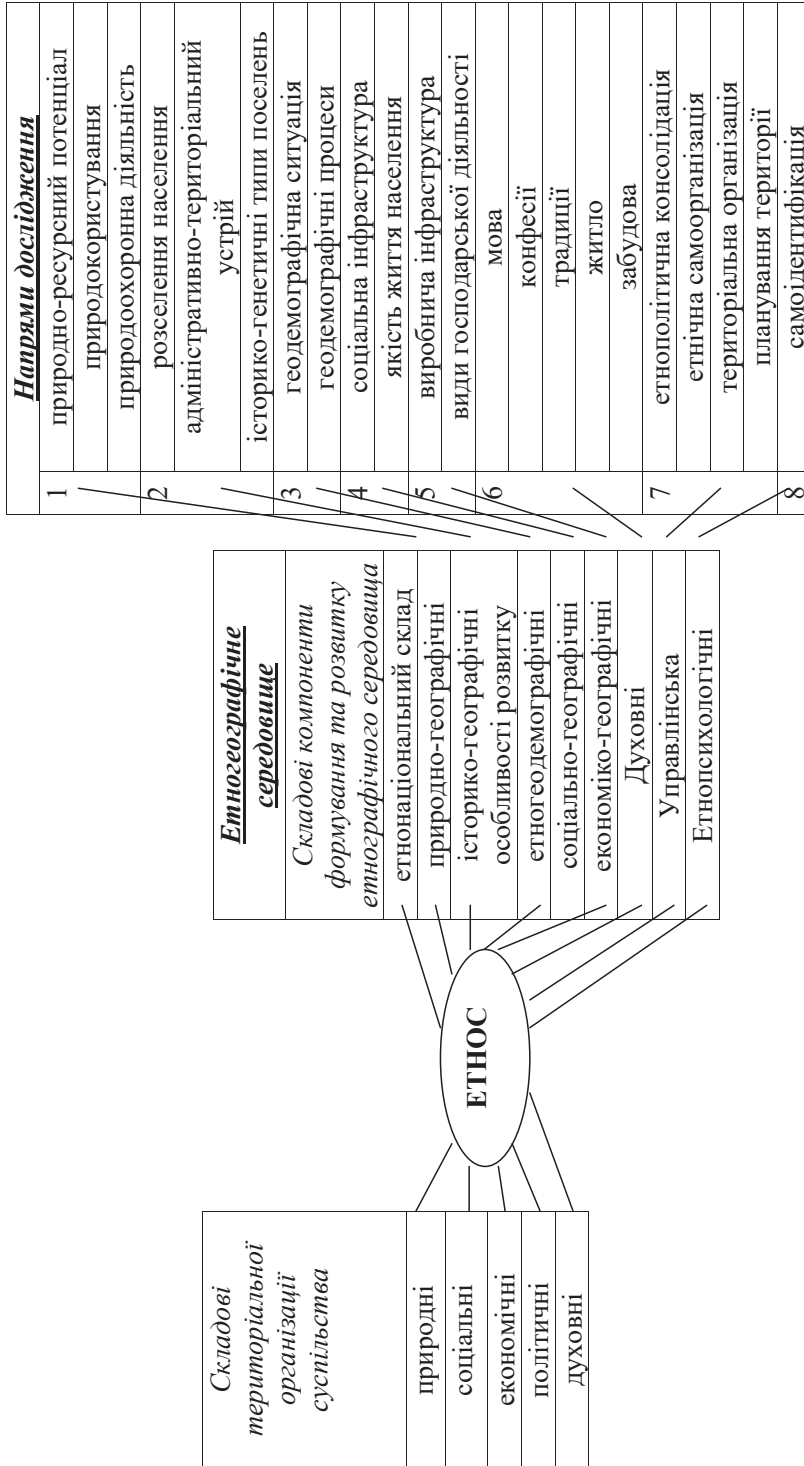 Складові
територіальної
організації
суспільства
природні
соціальні
економічні
політичні
духовні
ЕТНОС
Етногеографічне
середовище
Складові компоненти
формування та розвитку
етнографічного середовища
етнонаціональний склад
природно-географічні
історико-географічні
особливості розвитку
етногеодемографічні
соціально-географічні
економіко-географічні
Духовні
Управлінська
Етнопсихологічні
Напрями дослідження
1 природно-ресурсний потенціал
природокористування
природоохоронна діяльність
2 розселення населення
адміністративно-територіальний
устрій
історико-генетичні типи поселень
3 геодемографічна ситуація
геодемографічні процеси
4 соціальна інфраструктура
якість життя населення
5 виробнича інфраструктура
види господарської діяльності
6 мова
конфесії
традиції
житло
забудова
7 етнополітична консолідація
етнічна самоорганізація
територіальна організація
планування території
8 самоідентифікація